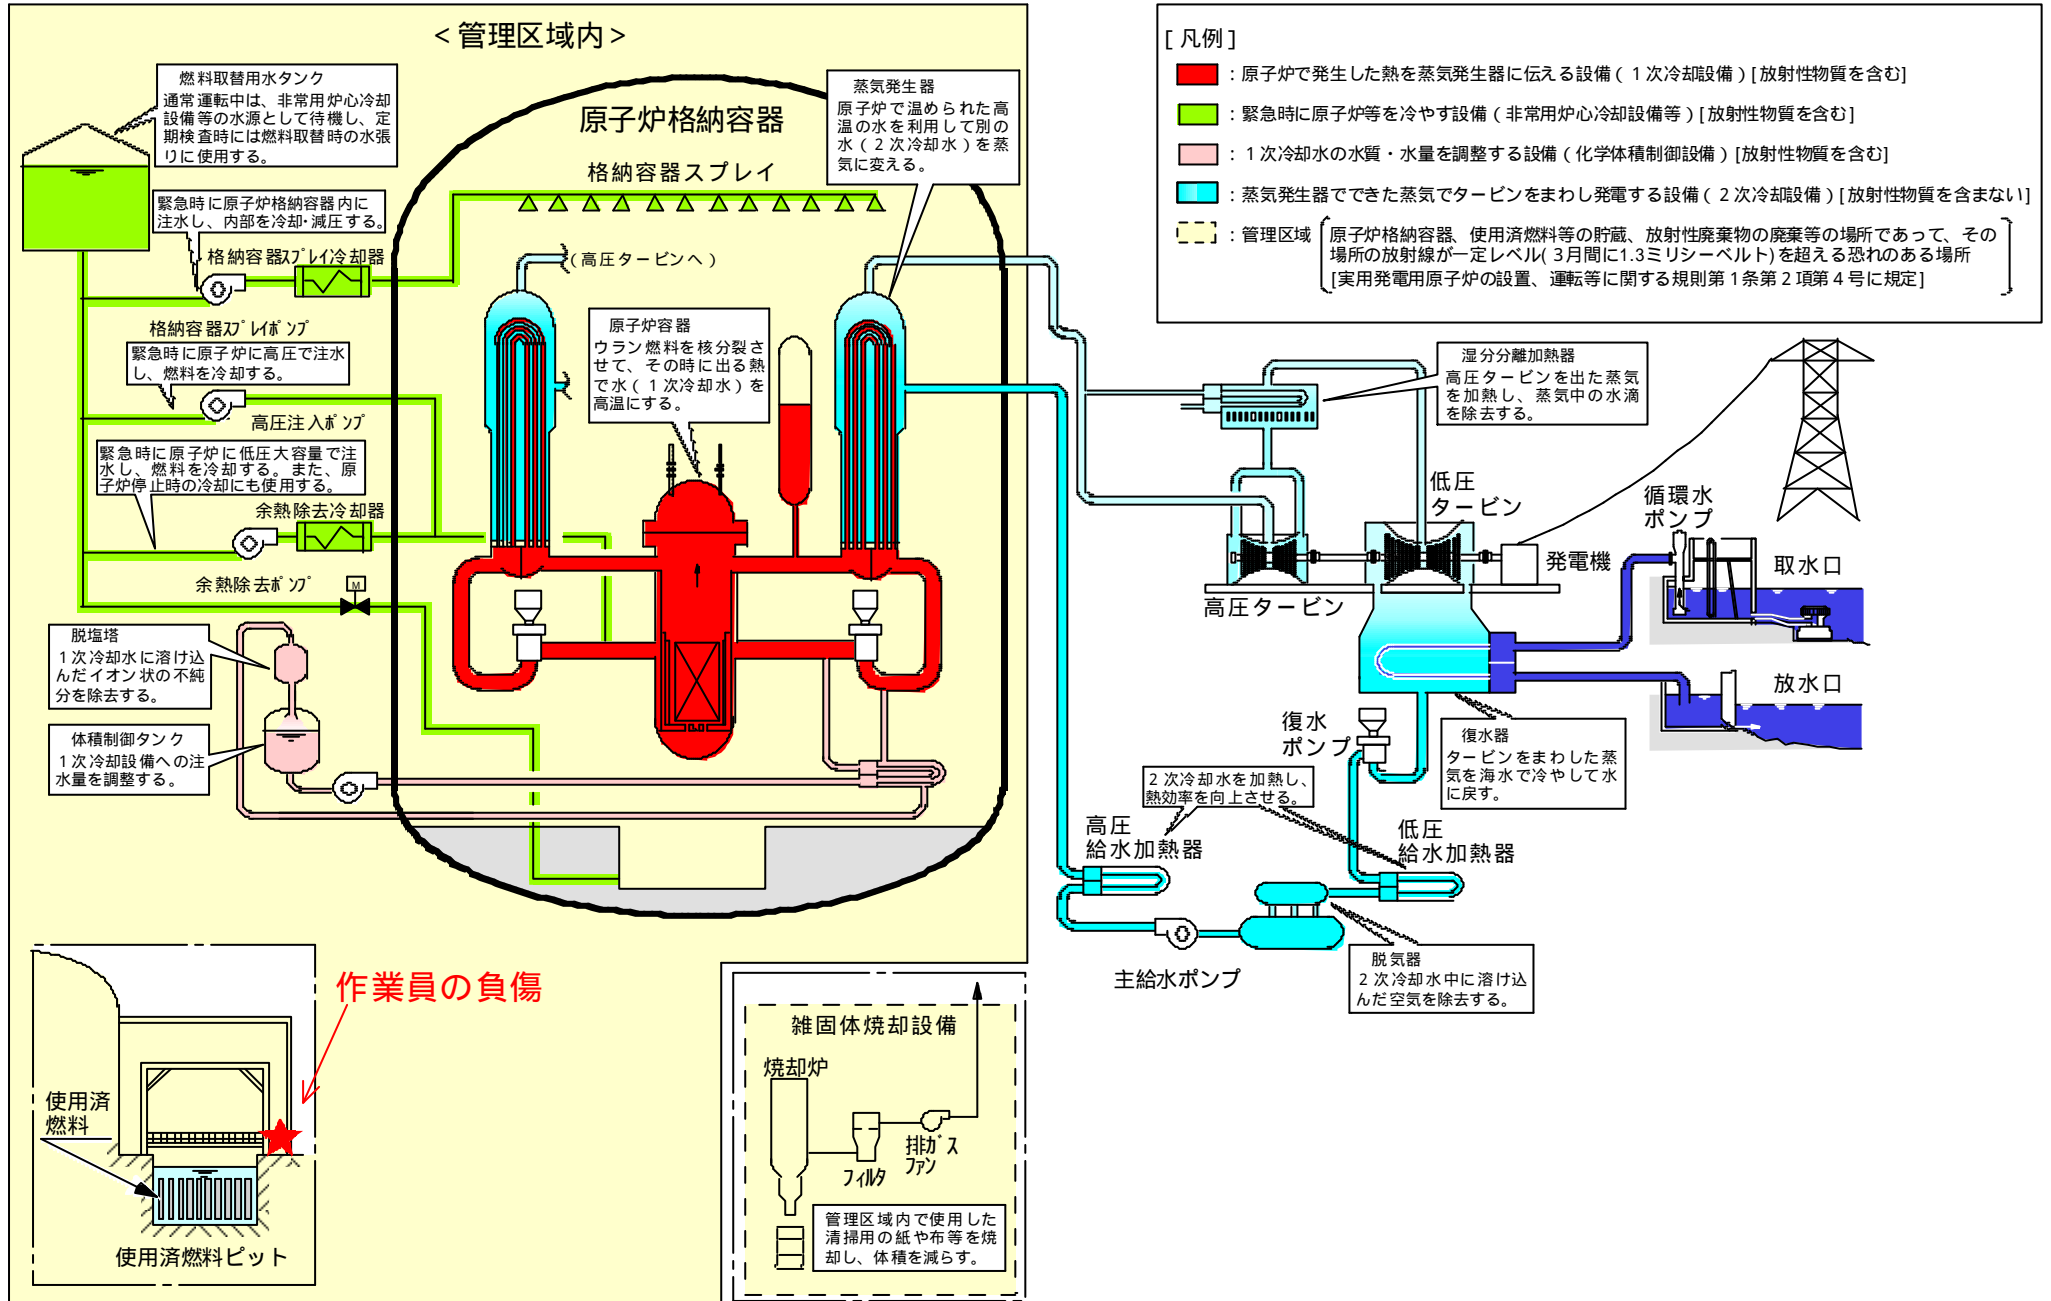 <管理区域内>
燃料取替用水タンク
通常運転中は、非常用炉心冷却
設備等の水源として待機し、定
期検査時には燃料取替時の水張
りに使用する。
緊急時に原子炉格納容器内に
注水し、内部を冷却・減圧する。
格納容器スプレイ冷却器
格納容器スプレイポンプ
緊急時に原子炉に高圧で注水
し、燃料を冷却する。
高圧注入ポンプ
緊急時に原子炉に低圧大容量で注
水し、燃料を冷却する。また、原
子炉停止時の冷却にも使用する。
余熱除去冷却器
余熱除去ポンプ
M
脱塩塔
1次冷却水に溶け込
んだイオン状の不純
分を除去する。
体積制御タンク
1次冷却設備への注
水量を調整する。
原子炉格納容器
格納容器スプレイ
(高圧タービンへ)
蒸気発生器
原子炉で温められた高
温の水を利用して別の
水(2次冷却水)を蒸
気に変える。
原子炉容器
ウラン燃料を核分裂さ
せて、その時に出る熱
で水(1次冷却水)を
高温にする。
[凡例]
:原子炉で発生した熱を蒸気発生器に伝える設備(1次冷却設備)[放射性物質を含む]
:緊急時に原子炉等を冷やす設備(非常用炉心冷却設備等)[放射性物質を含む]
:1次冷却水の水質・水量を調整する設備(化学体積制御設備)[放射性物質を含む]
:蒸気発生器でできた蒸気でタービンをまわし発電する設備(2次冷却設備)[放射性物質を含まない]
:管理区域 原子炉格納容器、使用済燃料等の貯蔵、放射性廃棄物の廃棄等の場所であって、その
場所の放射線が一定レベル(3月間に1.3ミリシーベルト)を超える恐れのある場所
[実用発電用原子炉の設置、運転等に関する規則第1条第2項第4号に規定]
湿分分離加熱器
高圧タービンを出た蒸気
を加熱し、蒸気中の水滴
を除去する。
低圧
タービン
高圧タービン
発電機
循環水
ポンプ
取水口
放水口
復水
ポンプ
復水器
タービンをまわした蒸
気を海水で冷やして水
に戻す。
2次冷却水を加熱し、
熱効率を向上させる。
高圧
給水加熱器
低圧
給水加熱器
主給水ポンプ
脱気器
2次冷却水中に溶け込
んだ空気を除去する。
作業員の負傷
使用済
燃料
使用済燃料ピット
雑固体焼却設備
焼却炉
フィルタ
排ガス
ファン
管理区域内で使用した
清掃用の紙や布等を焼
却し、体積を減らす。